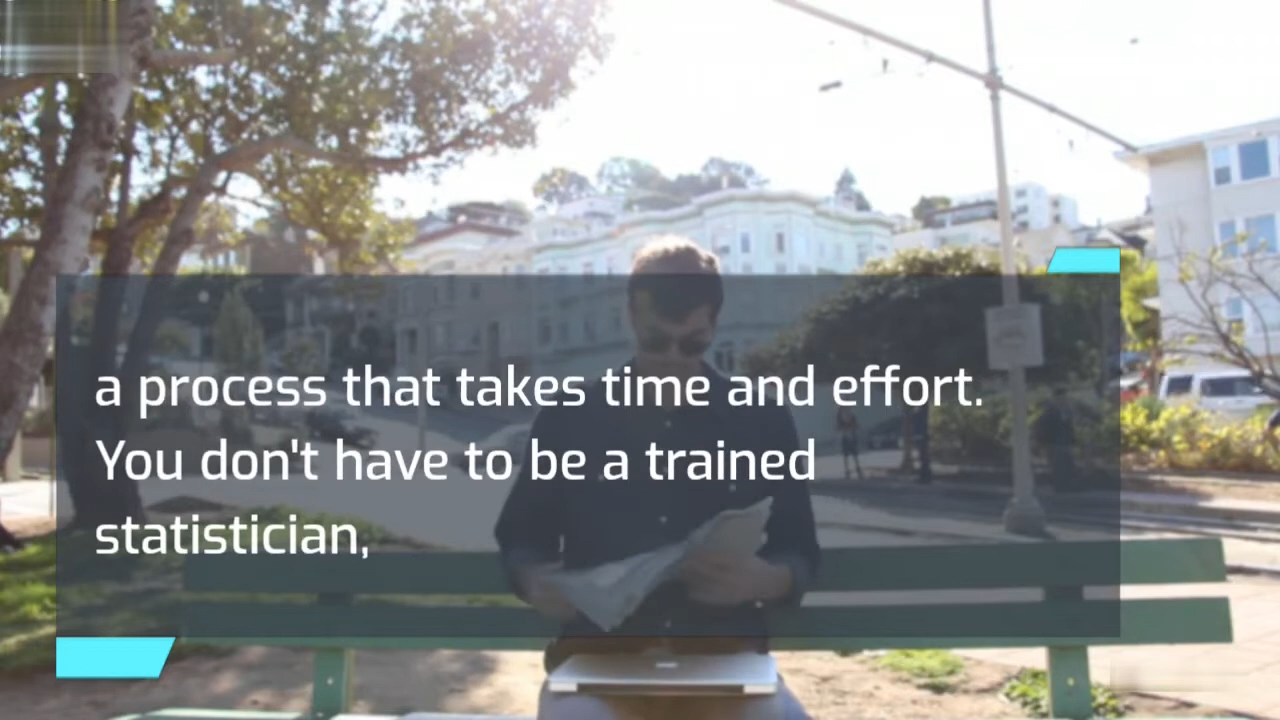 a process that takes time and effort.
You don't have to be a trained
statistician,